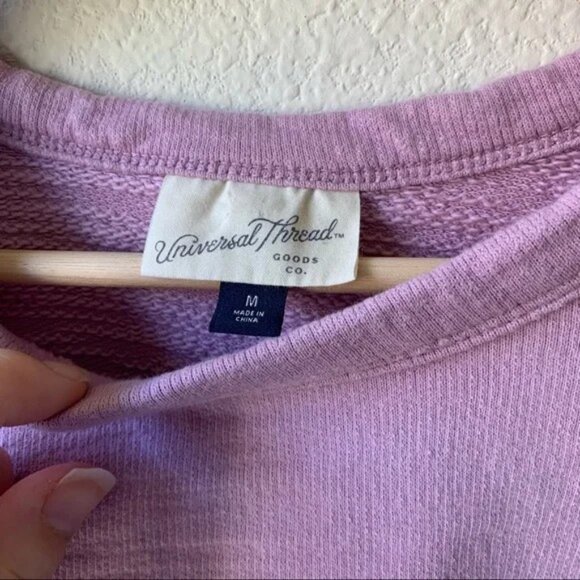 Universal Thread™
GOODS
CO.
M
MADE IN
CHINA